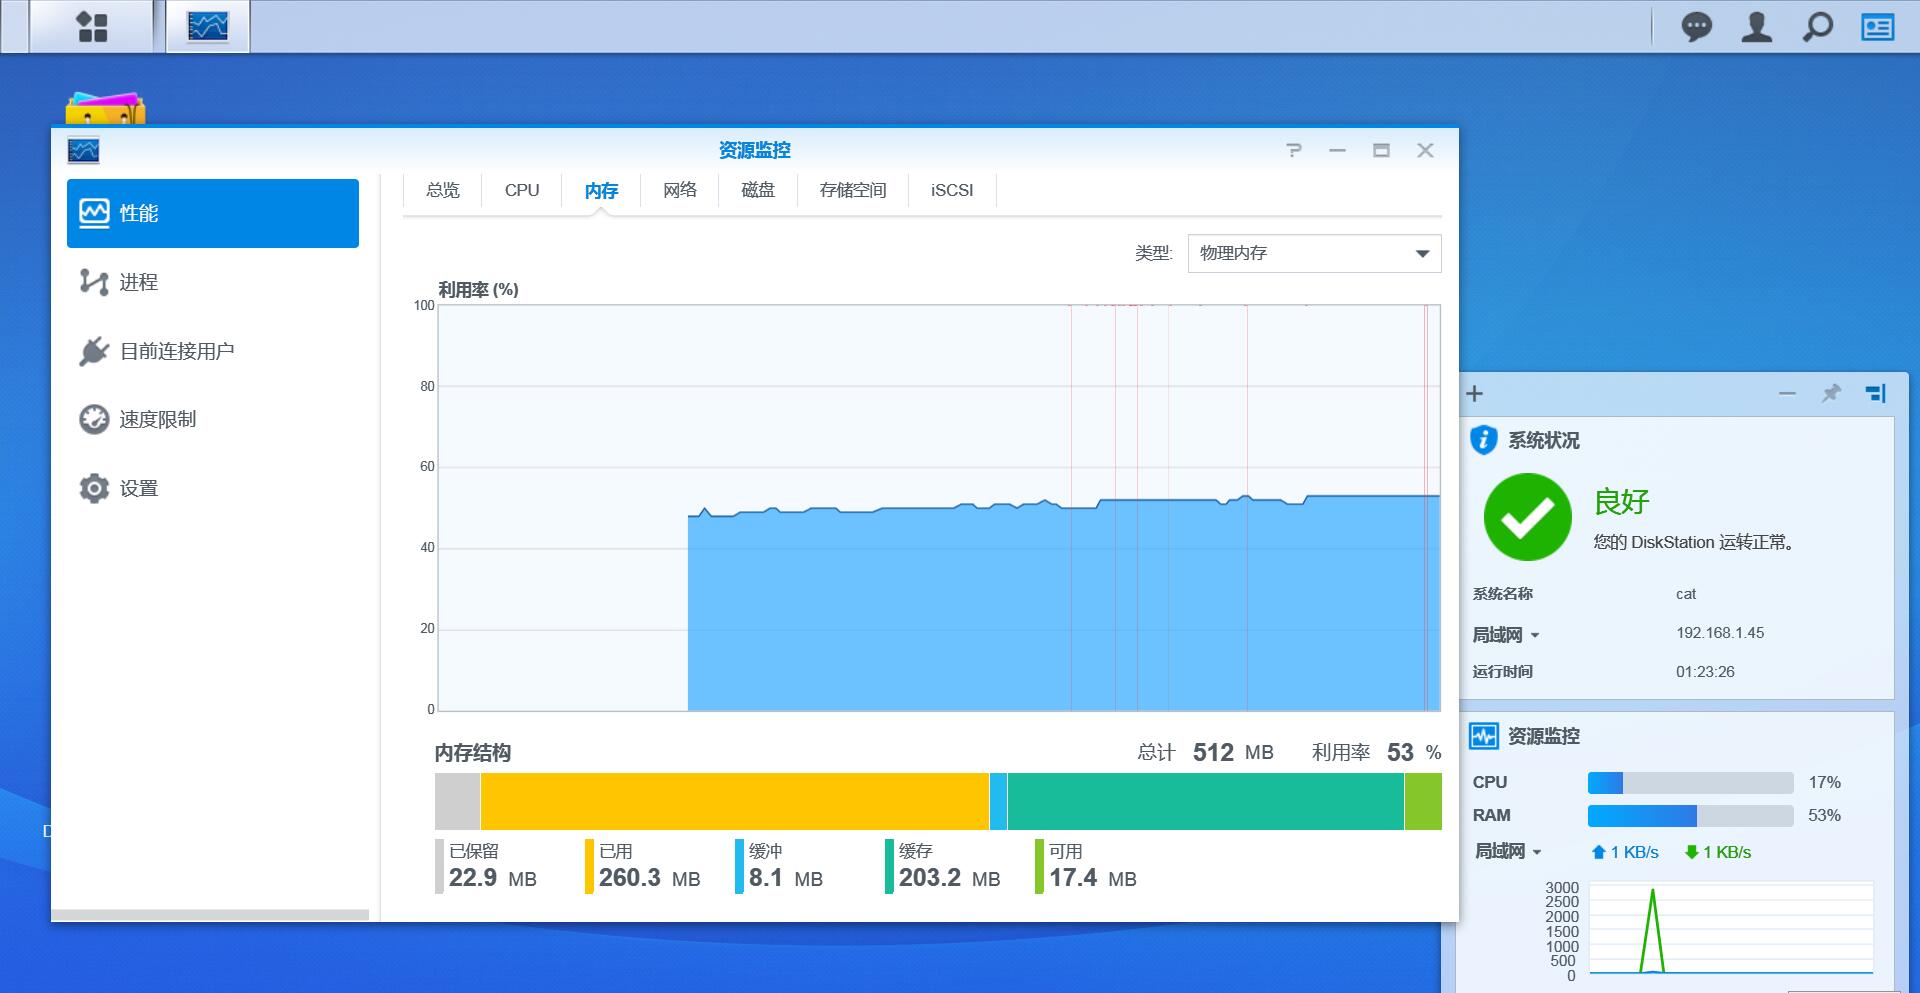 资源监控
性能
进程
目前连接用户
速度限制
设置
总览 CPU 内存 网络 磁盘 存储空间 iSCSI
类型: 物理内存
利用率 (%)
100
80
60
40
20
0
内存结构 总计 512 MB 利用率 53 %
已保留 已用 缓冲 缓存 可用
22.9 MB 260.3 MB 8.1 MB 203.2 MB 17.4 MB
系统状况
良好
您的 DiskStation 运转正常。
系统名称 cat
局域网 192.168.1.45
运行时间 01:23:26
资源监控
CPU 17%
RAM 53%
局域网 1 KB/s 1 KB/s
3000
2500
2000
1500
1000
500
0